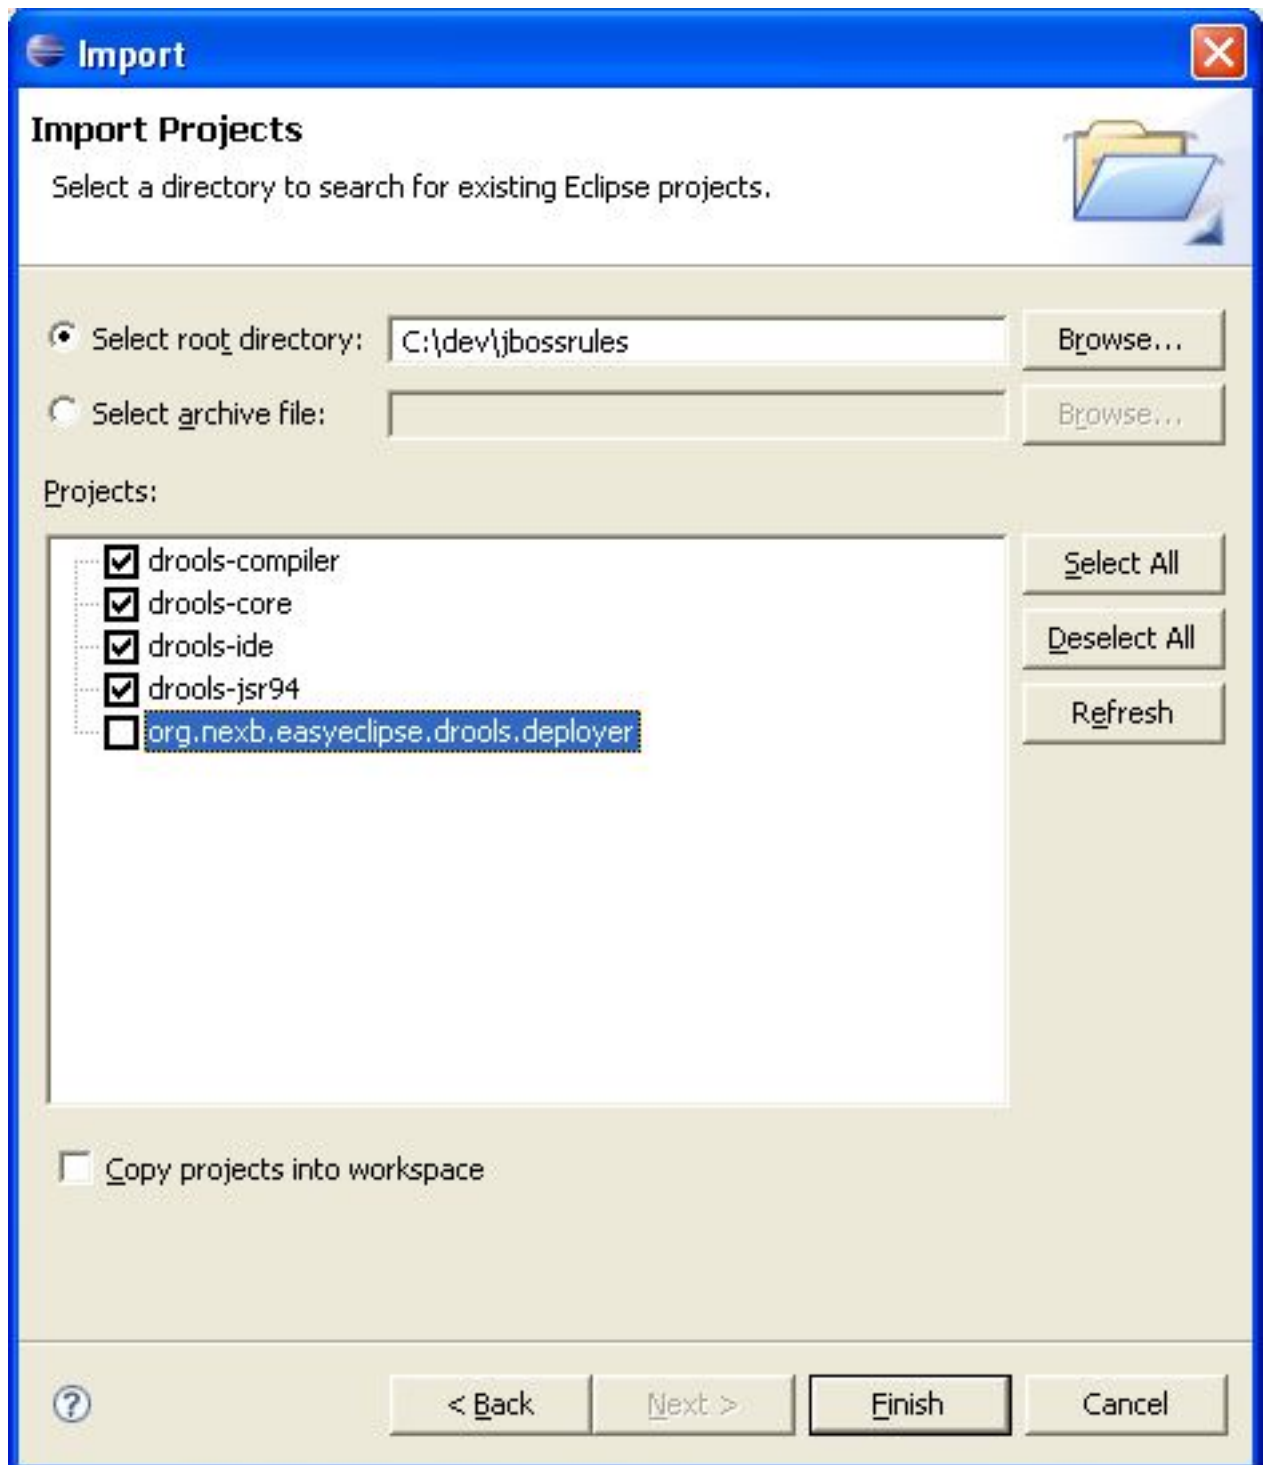 Import
Import Projects
Select a directory to search for existing Eclipse projects.
Select root directory: C:\dev\jbossrules Browse...
Select archive file: Browse...
Projects:
drools-compiler Select All
drools-core
drools-ide Deselect All
drools-jsr94
org.nexb.easyeclipse.drools.deployer Refresh
Copy projects into workspace
? < Back Next > Finish Cancel